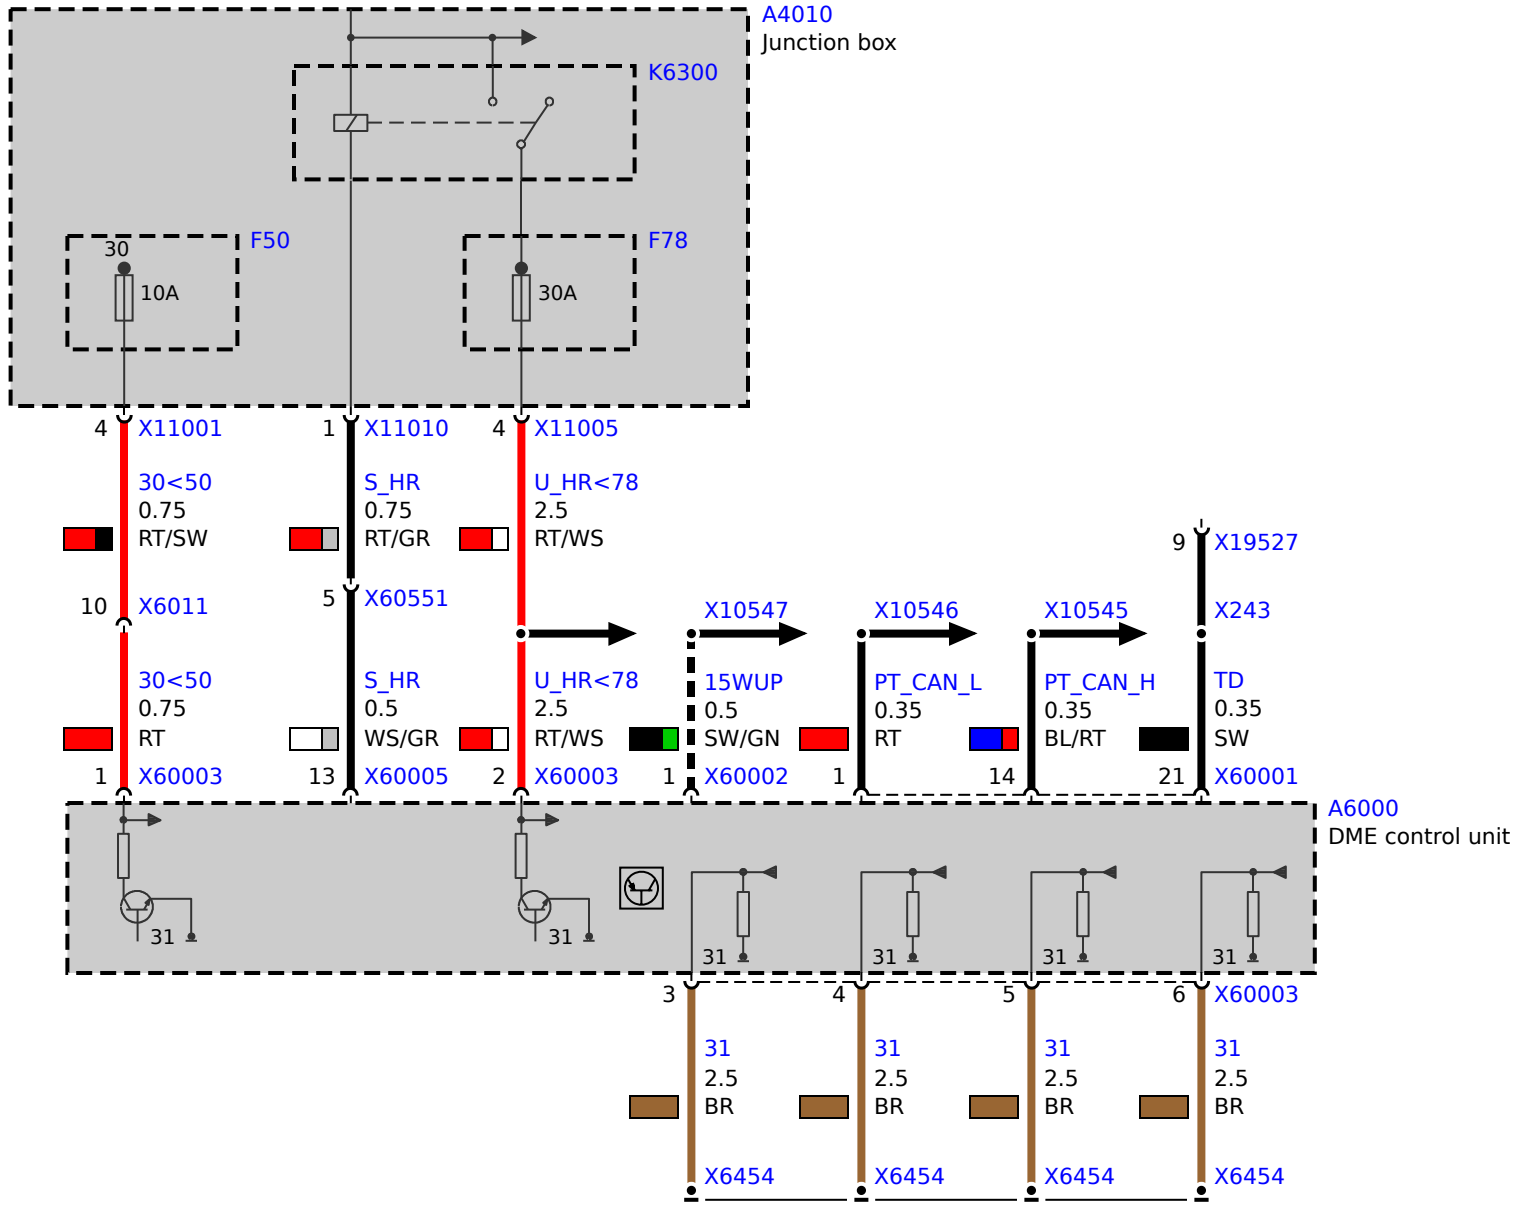 A4010
Junction box
K6300
F50
30
10A
F78
30A
4 X11001
1 X11010
4 X11005
30<50
0.75
RT/SW
S_HR
0.75
RT/GR
U_HR<78
2.5
RT/WS
9 X19527
10 X6011
5 X60551
X10547
X10546
X10545
X243
30<50
0.75
RT
S_HR
0.5
WS/GR
U_HR<78
2.5
RT/WS
15WUP
0.5
SW/GN
PT_CAN_L
0.35
RT
PT_CAN_H
0.35
BL/RT
TD
0.35
SW
1 X60003
13 X60005
2 X60003
1 X60002
1
14
21 X60001
A6000
DME control unit
31
31
31
31
31
31
3
4
5
6 X60003
31
2.5
BR
31
2.5
BR
31
2.5
BR
31
2.5
BR
X6454
X6454
X6454
X6454